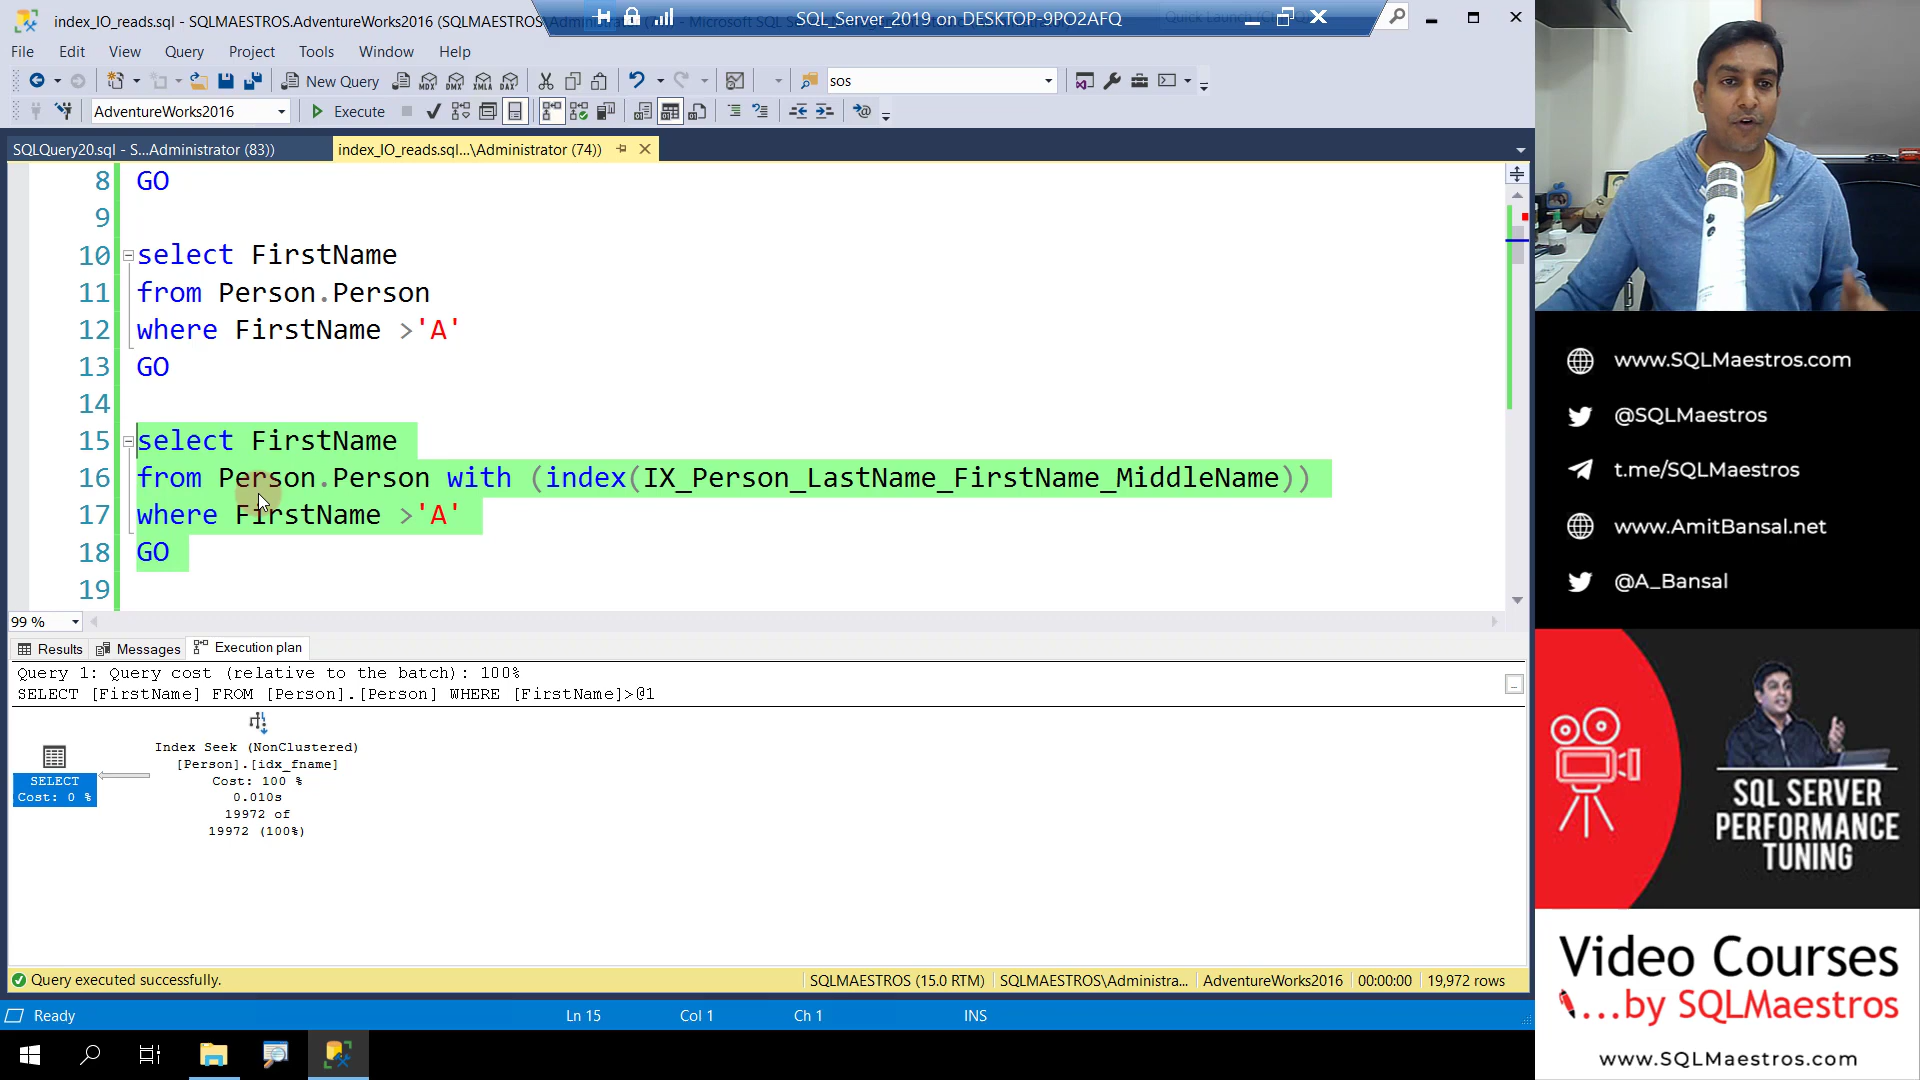 index_IO_reads.sql - SQLMAESTROS.AdventureWorks2016 (SQLMAESTROS\Administrator (74))* - Microsoft SQL Server
SQL_Server_2019 on DESKTOP-9PO2AFQ
Quick Launch
File Edit View Query Project Tools Window Help
New Query
MDX DMX XMLA DAX
sos
AdventureWorks2016
Execute
SQLQuery20.sql - S...Administrator (83))
index_IO_reads.sql...\Administrator (74))
8 GO
9
10 select FirstName
11 from Person.Person
12 where FirstName >'A'
13 GO
14
15 select FirstName
16 from Person.Person with (index(IX_Person_LastName_FirstName_MiddleName))
17 where FirstName >'A'
18 GO
19
99 %
Results Messages Execution plan
Query 1: Query cost (relative to the batch): 100%
SELECT [FirstName] FROM [Person].[Person] WHERE [FirstName]>@1
SELECT
Cost: 0 %
Index Seek (NonClustered)
[Person].[idx_fname]
Cost: 100 %
0.010s
19972 of
19972 (100%)
Query executed successfully.
SQLMAESTROS (15.0 RTM) SQLMAESTROS\Administra... AdventureWorks2016 00:00:00 19,972 rows
Ready Ln 15 Col 1 Ch 1 INS
www.SQLMaestros.com
@SQLMaestros
t.me/SQLMaestros
www.AmitBansal.net
@A_Bansal
SQL SERVER
PERFORMANCE
TUNING
Video Courses
...by SQLMaestros
www.SQLMaestros.com